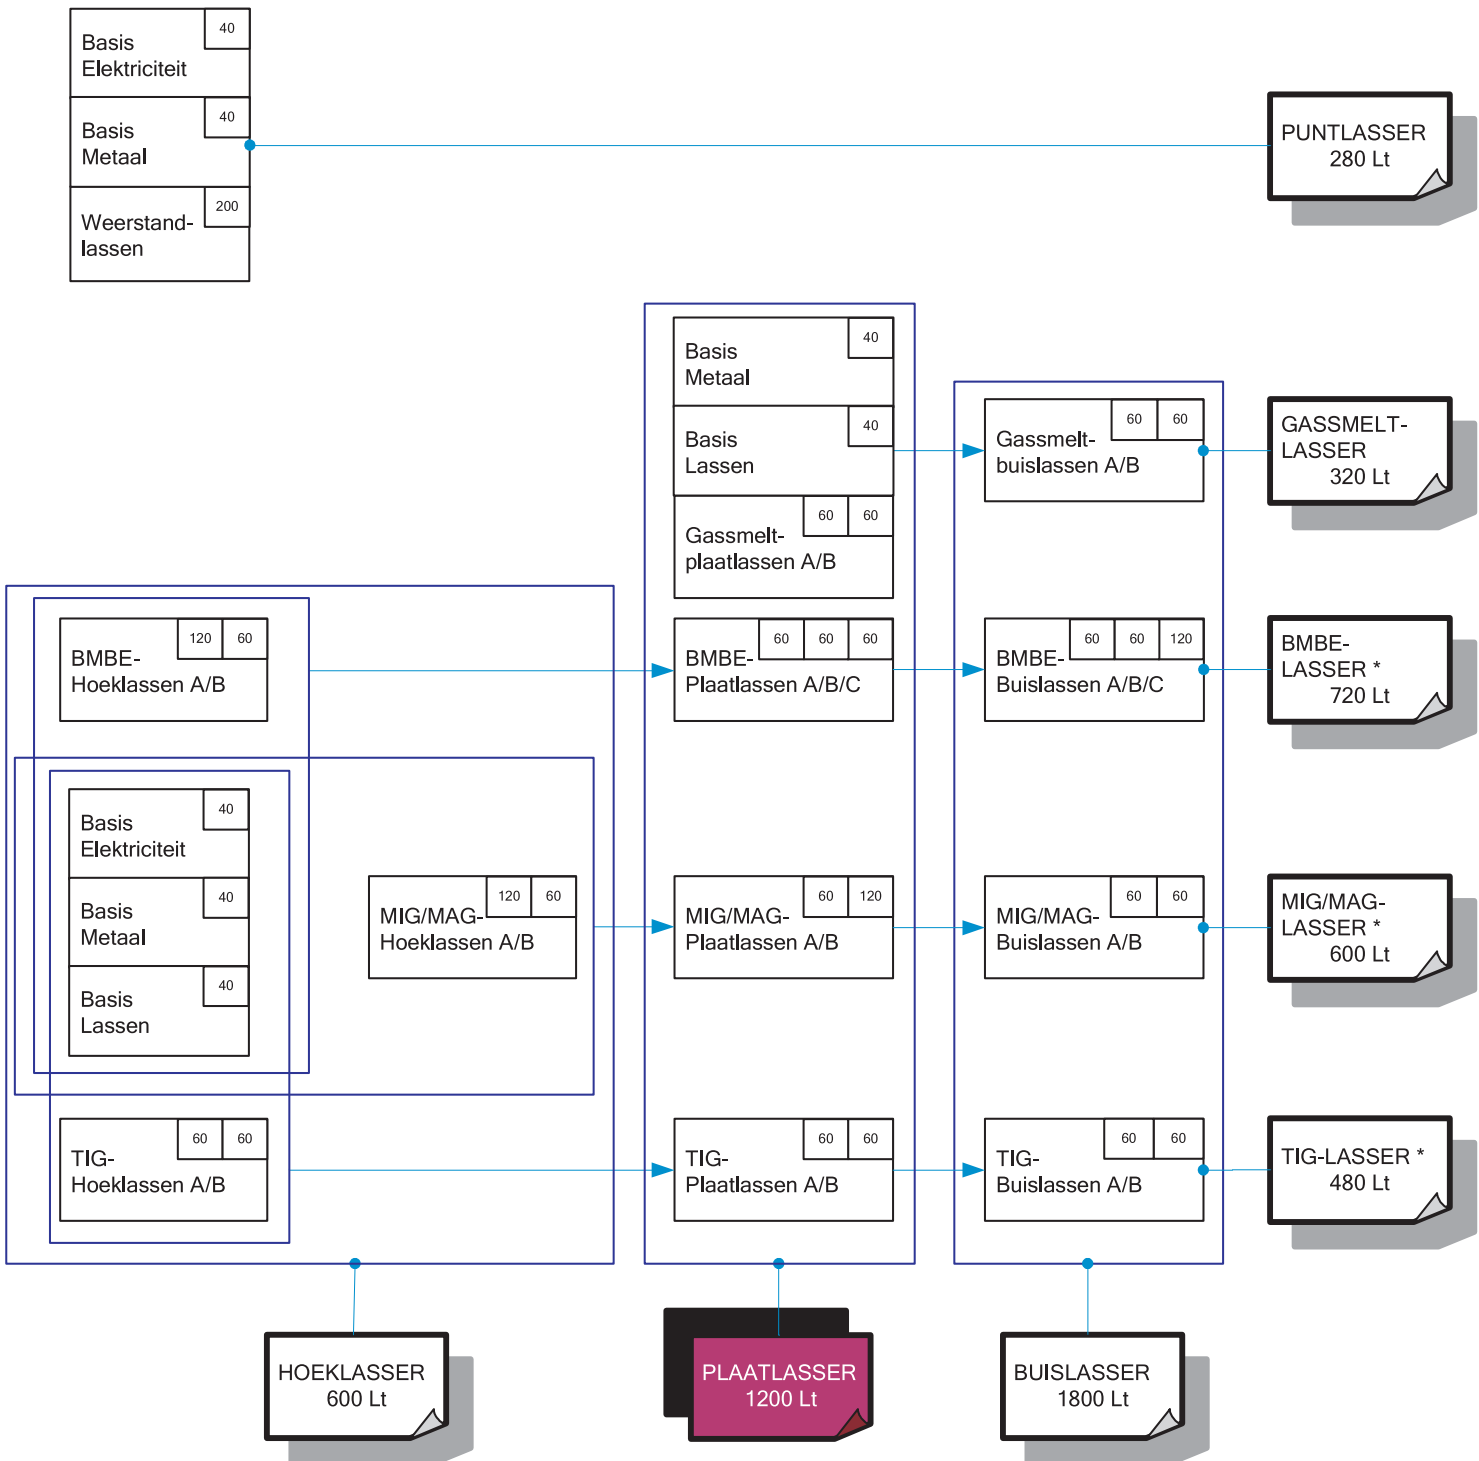 40
Basis
Elektriciteit
40
Basis
Metaal
200
Weerstand-
lassen
PUNTLASSER
280 Lt
40
Basis
Metaal
40
Basis
Lassen
60 60
Gassmelt-
plaatlassen A/B
60 60
Gassmelt-
buislassen A/B
GASSMELT-
LASSER
320 Lt
120 60
BMBE-
Hoeklassen A/B
60 60 60
BMBE-
Plaatlassen A/B/C
60 60 120
BMBE-
Buislassen A/B/C
BMBE-
LASSER *
720 Lt
40
Basis
Elektriciteit
40
Basis
Metaal
40
Basis
Lassen
120 60
MIG/MAG-
Hoeklassen A/B
60 120
MIG/MAG-
Plaatlassen A/B
60 60
MIG/MAG-
Buislassen A/B
MIG/MAG-
LASSER *
600 Lt
60 60
TIG-
Hoeklassen A/B
60 60
TIG-
Plaatlassen A/B
60 60
TIG-
Buislassen A/B
TIG-LASSER *
480 Lt
HOEKLASSER
600 Lt
PLAATLASSER
1200 Lt
BUISLASSER
1800 Lt